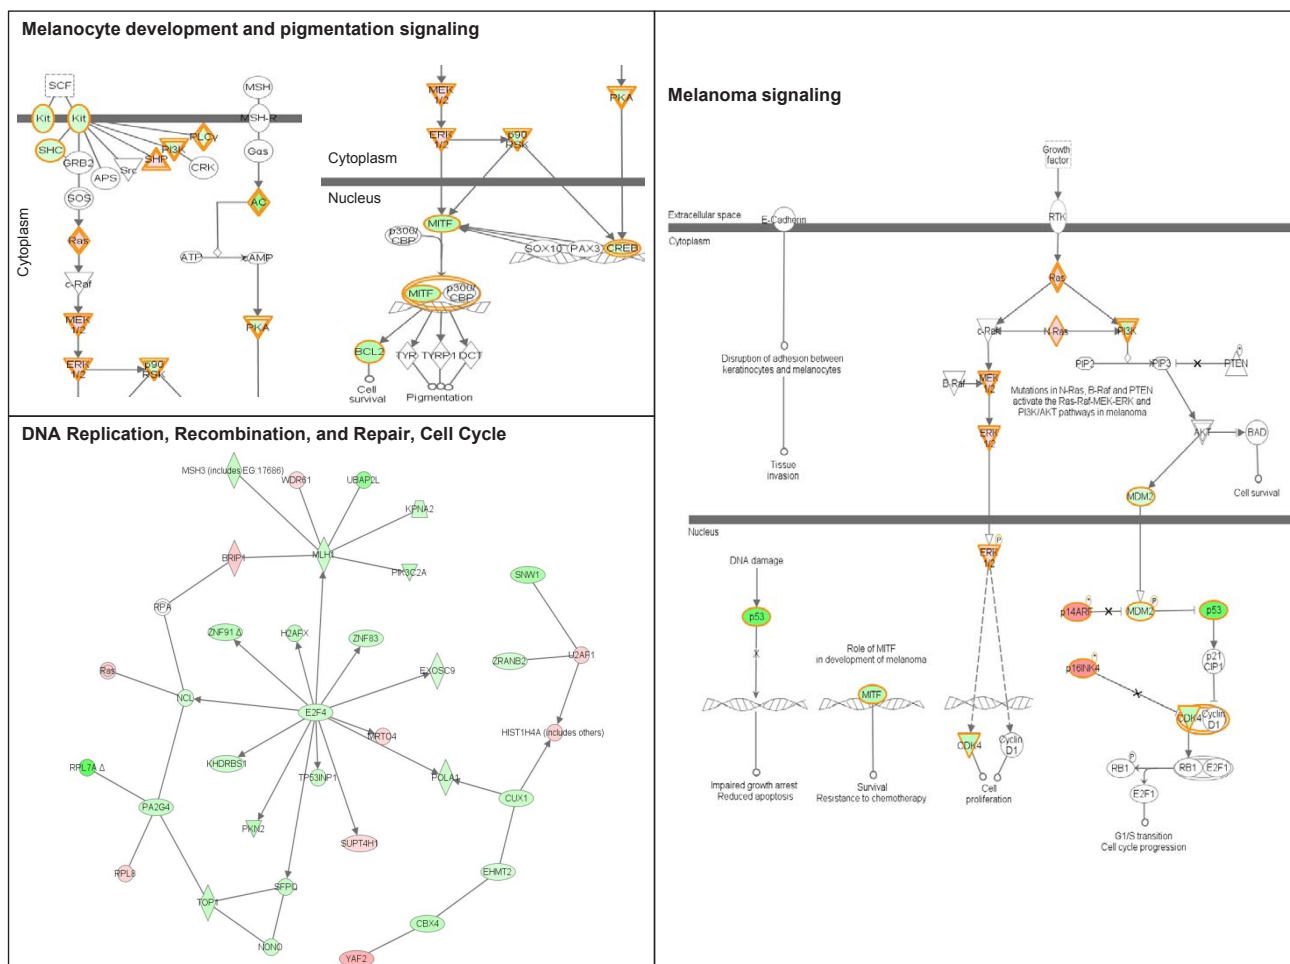 Melanocyte development and pigmentation signaling
SCF
MSH
Kit
Kit
MSH-R
PLCγ
SHC
PI3K
GRB2
SHP
Src
CRK
APS
Gαs
SOS
AC
Ras
ATP
cAMP
c-Raf
MEK
1/2
PKA
ERK
1/2
p90
RSK
Cytoplasm
MEK
1/2
PKA
ERK
1/2
p90
RSK
Cytoplasm
Nucleus
MITF
p300/
CBP
SOX10
PAX3
CREB
MITF
p300/
CBP
BCL2
TYR
TYRP1
DCT
Cell
survival
Pigmentation
DNA Replication, Recombination, and Repair, Cell Cycle
MSH3 (includes EG:17686)
WDR61
UBAP2L
KPNA2
BRIP1
MLH1
PIK3C2A
SNW1
RPA
ZNF91 Δ
H2AFX
ZNF83
ZRANB2
U2AF1
Ras
EXOSC9
NCL
E2F4
MRTO4
HIST1H4A (includes others)
KHDRBS1
RPL7A Δ
TP53INP1
POLA1
PA2G4
CUX1
PKN2
SUPT4H1
RPL8
EHMT2
SFPQ
TOP1
CBX4
NONO
YAF2
Melanoma signaling
Growth
factor
Extracellular space
E-Cadherin
RTK
Cytoplasm
Ras
c-Raf
N-Ras
PI3K
Disruption of adhesion between
keratinocytes and melanocytes
PIP2
PIP3
PTEN
B-Raf
MEK
1/2
Mutations in N-Ras, B-Raf and PTEN
activate the Ras-Raf-MEK-ERK and
PI3K/AKT pathways in melanoma
ERK
1/2
AKT
BAD
Tissue
invasion
Cell survival
MDM2
Nucleus
DNA damage
ERK
1/2
P
p53
p14ARF
MDM2
P
p53
Role of MITF
in development of melanoma
p21
CIP1
p16INK4
MITF
CDK4
Cyclin
D1
CDK4
Cyclin
D1
RB1
P
RB1
E2F1
Impaired growth arrest
Reduced apoptosis
Survival
Resistance to chemotherapy
Cell
proliferation
E2F1
G1/S transition
Cell cycle progression